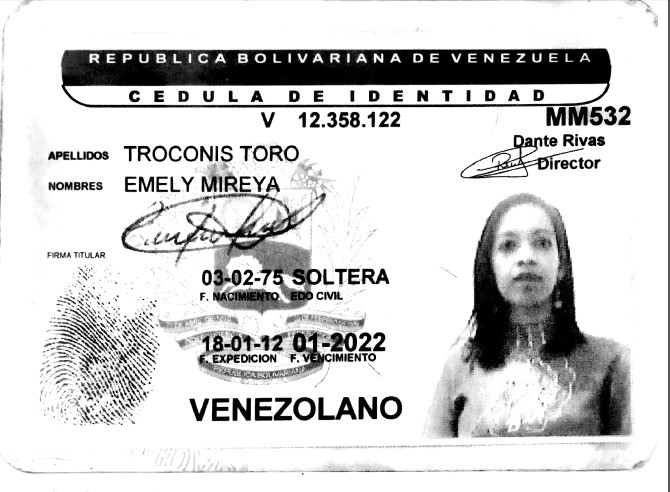 REPUBLICA BOLIVARIANA DE VENEZUELA
CEDULA DE IDENTIDAD
V 12.358.122
MM532
Dante Rivas
Director
APELLIDOS TROCONIS TORO
NOMBRES EMELY MIREYA
FIRMA TITULAR
03-02-75 SOLTERA
F. NACIMIENTO EDO CIVIL
18-01-12 01-2022
F. EXPEDICION F. VENCIMIENTO
REPUBLICA BOLIVARIANA
VENEZOLANO